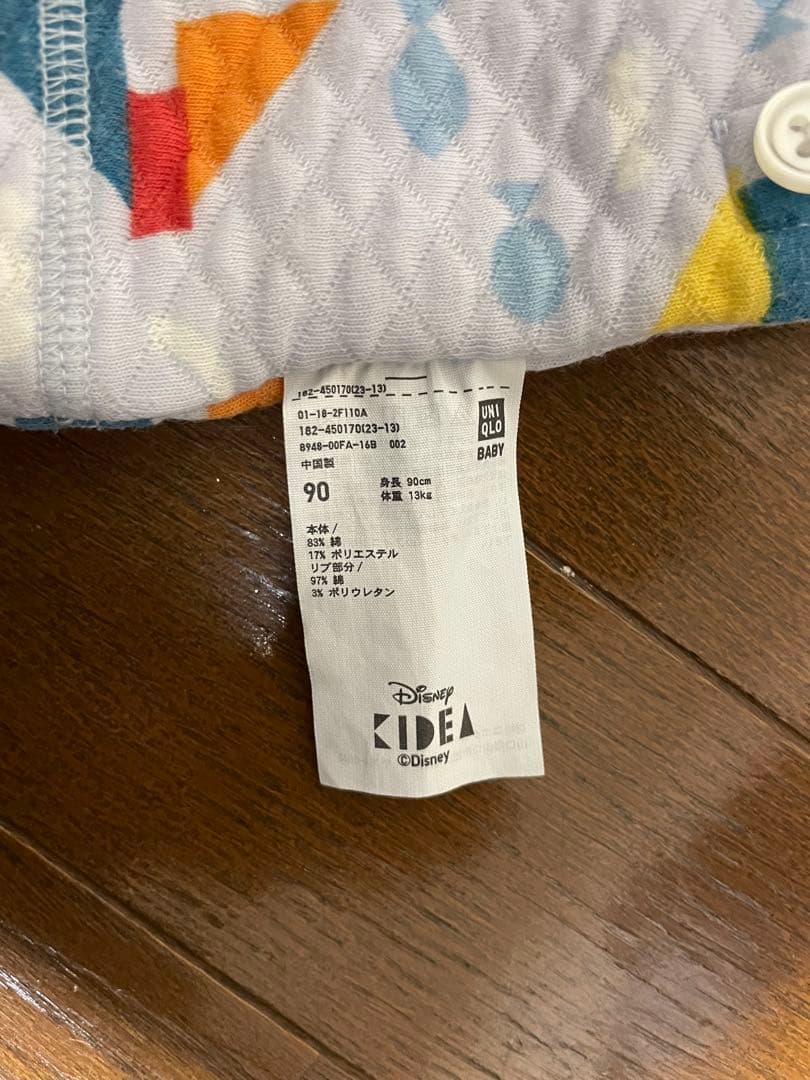 182-450170(23-13)
01-18-2F110A
182-450170(23-13)
8948-00FA-16B 002
中国製
UNI
QLO
BABY
90
身長 90cm
体重 13kg
本体/
83% 綿
17% ポリエステル
リブ部分/
97% 綿
3% ポリウレタン
Disney
KIDEA
©Disney